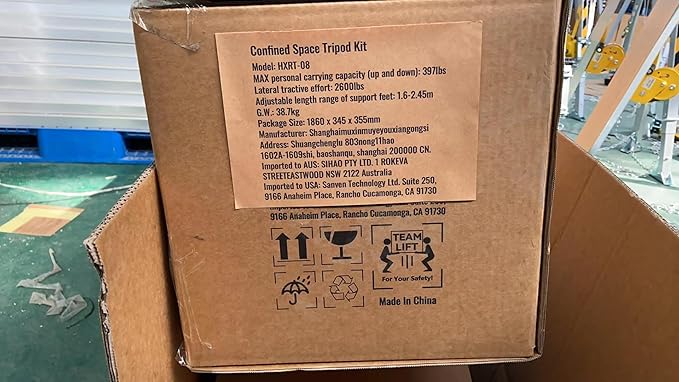 Confined Space Tripod Kit
Model: HXRT-08
MAX personal carrying capacity (up and down): 397lbs
Lateral tractive effort: 2600lbs
Adjustable length range of support feet: 1.6-2.45m
G.W.: 38.7kg
Package Size: 1860 x 345 x 355mm
Manufacturer: Shanghaimuxinmuyeyouxiangongsi
Address: Shuangchenglu 803nong11hao
1602A-1609shi, baoshanqu, shanghai 200000 CN.
Imported to AUS: SIHAO PTY LTD. 1 ROKEVA
STREETEASTWOOD NSW 2122 Australia
Imported to USA: Sanven Technology Ltd. Suite 250,
9166 Anaheim Place, Rancho Cucamonga, CA 91730
9166 Anaheim Place, Rancho Cucamonga, CA 91730
TEAM
LIFT
For Your Safety!
Made In China